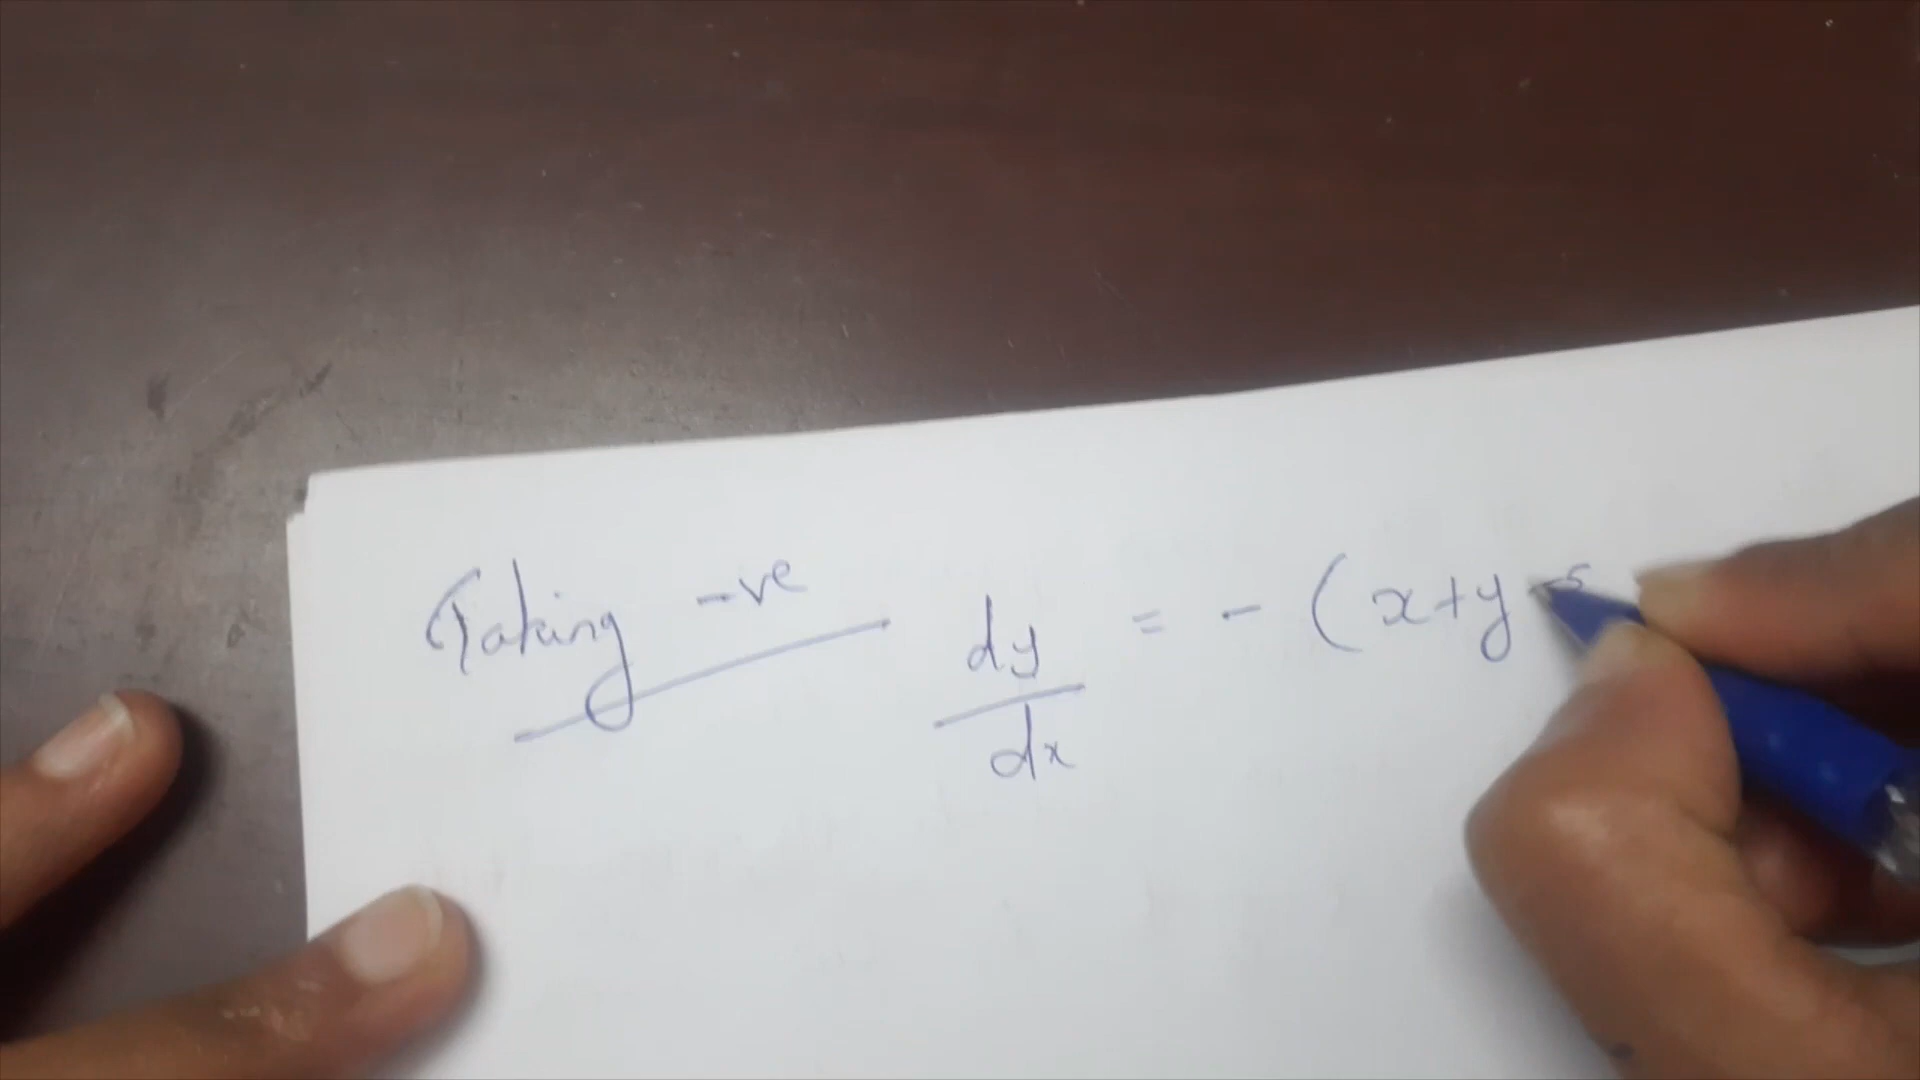 Taking -ve dy/dx = - (x+y